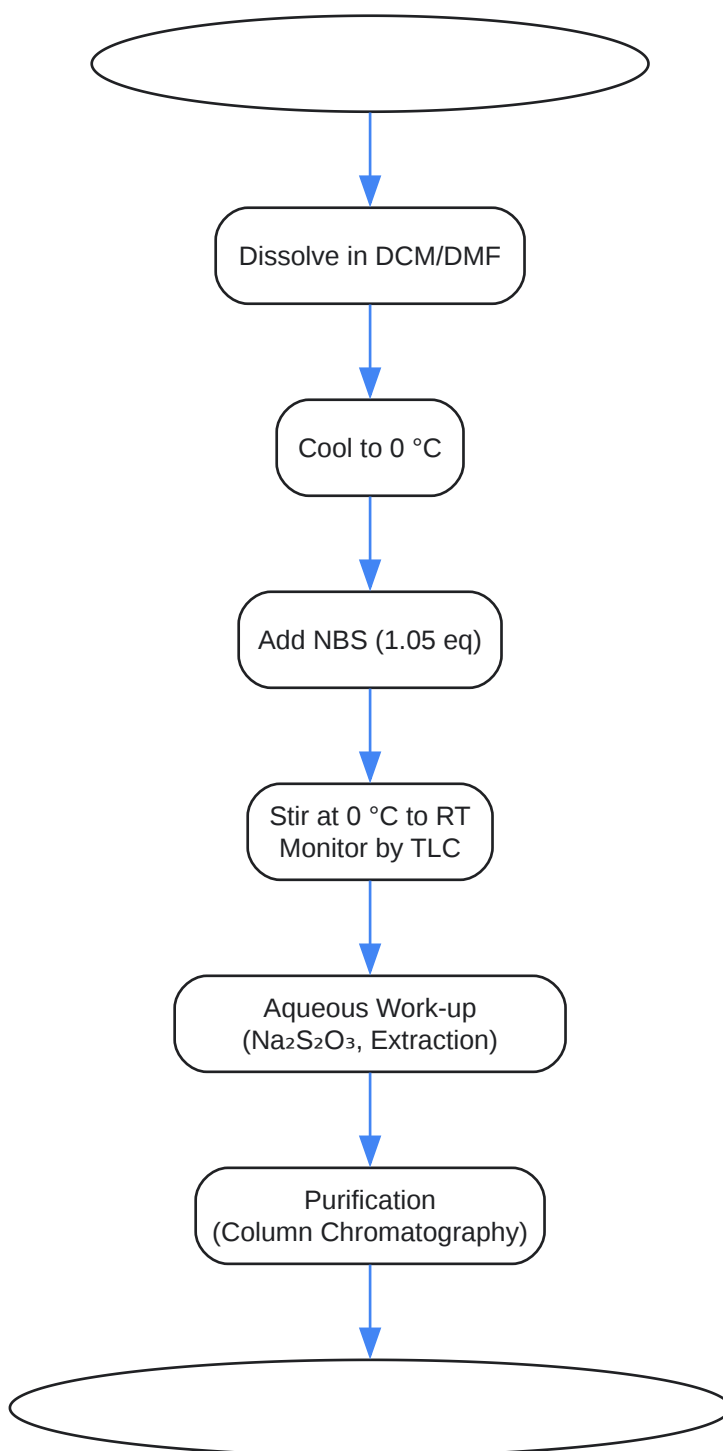 Dissolve in DCM/DMF
Cool to 0 °C
Add NBS (1.05 eq)
Stir at 0 °C to RT
Monitor by TLC
Aqueous Work-up
(Na₂S₂O₃, Extraction)
Purification
(Column Chromatography)